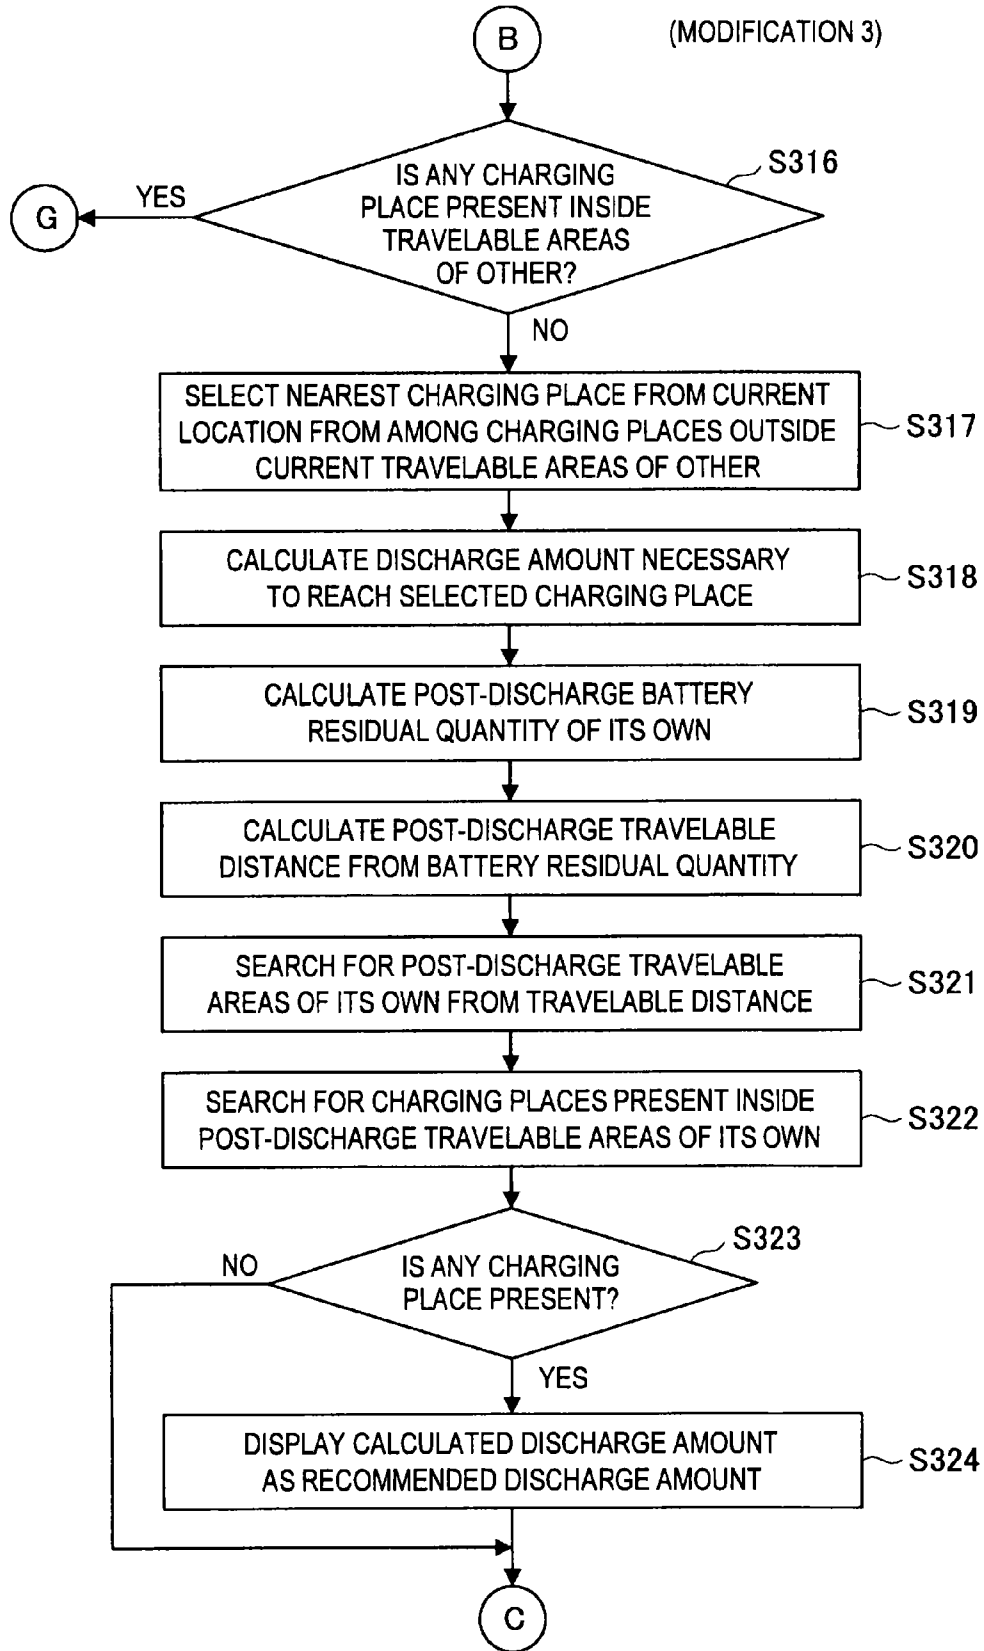 B
(MODIFICATION 3)
IS ANY CHARGING
PLACE PRESENT INSIDE
TRAVELABLE AREAS
OF OTHER?
S316
YES
G
NO
SELECT NEAREST CHARGING PLACE FROM CURRENT
LOCATION FROM AMONG CHARGING PLACES OUTSIDE
CURRENT TRAVELABLE AREAS OF OTHER
S317
CALCULATE DISCHARGE AMOUNT NECESSARY
TO REACH SELECTED CHARGING PLACE
S318
CALCULATE POST-DISCHARGE BATTERY
RESIDUAL QUANTITY OF ITS OWN
S319
CALCULATE POST-DISCHARGE TRAVELABLE
DISTANCE FROM BATTERY RESIDUAL QUANTITY
S320
SEARCH FOR POST-DISCHARGE TRAVELABLE
AREAS OF ITS OWN FROM TRAVELABLE DISTANCE
S321
SEARCH FOR CHARGING PLACES PRESENT INSIDE
POST-DISCHARGE TRAVELABLE AREAS OF ITS OWN
S322
IS ANY CHARGING
PLACE PRESENT?
S323
NO
YES
DISPLAY CALCULATED DISCHARGE AMOUNT
AS RECOMMENDED DISCHARGE AMOUNT
S324
C